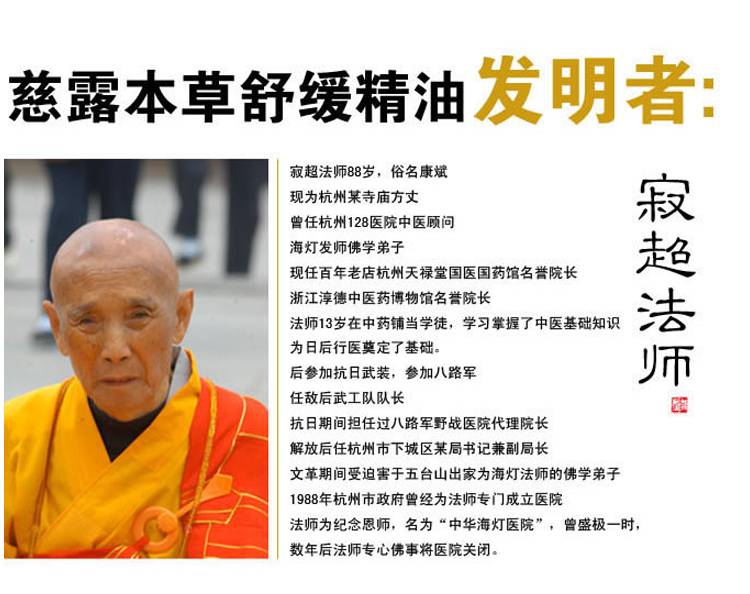 慈露本草舒缓精油发明者:
寂超法师88岁，俗名康斌
现为杭州某寺庙方丈
曾任杭州128医院中医顾问
海灯发师佛学弟子
现任百年老店杭州天禄堂国医国药馆名誉院长
浙江淳德中医药博物馆名誉院长
法师13岁在中药铺当学徒，学习掌握了中医基础知识
为日后行医奠定了基础。
后参加抗日武装，参加八路军
任敌后武工队队长
抗日期间担任过八路军野战医院代理院长
解放后任杭州市下城区某局书记兼副局长
文革期间受迫害于五台山出家为海灯法师的佛学弟子
1988年杭州市政府曾经为法师专门成立医院
法师为纪念恩师，名为“中华海灯医院”，曾盛极一时，
数年后法师专心佛事将医院关闭。
寂超法师